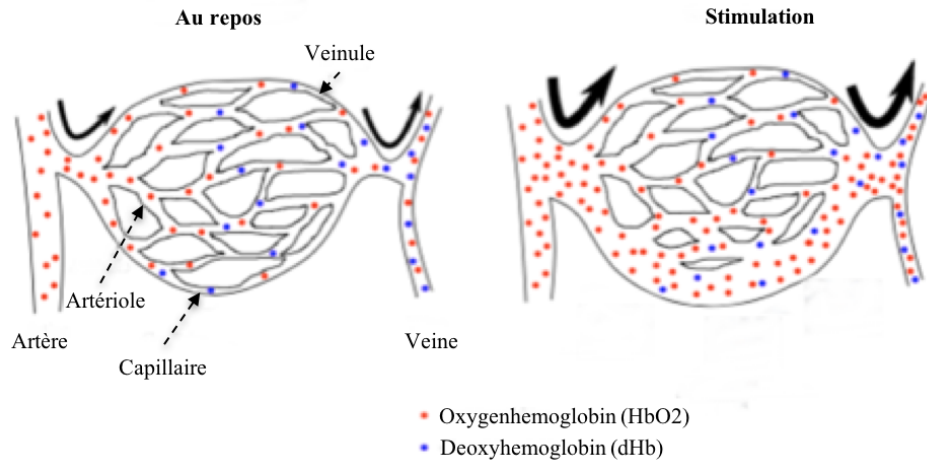 Au repos
Stimulation
Veinule
Artériole
Artère
Veine
Capillaire
Oxygenhemoglobin (HbO2)
Deoxyhemoglobin (dHb)